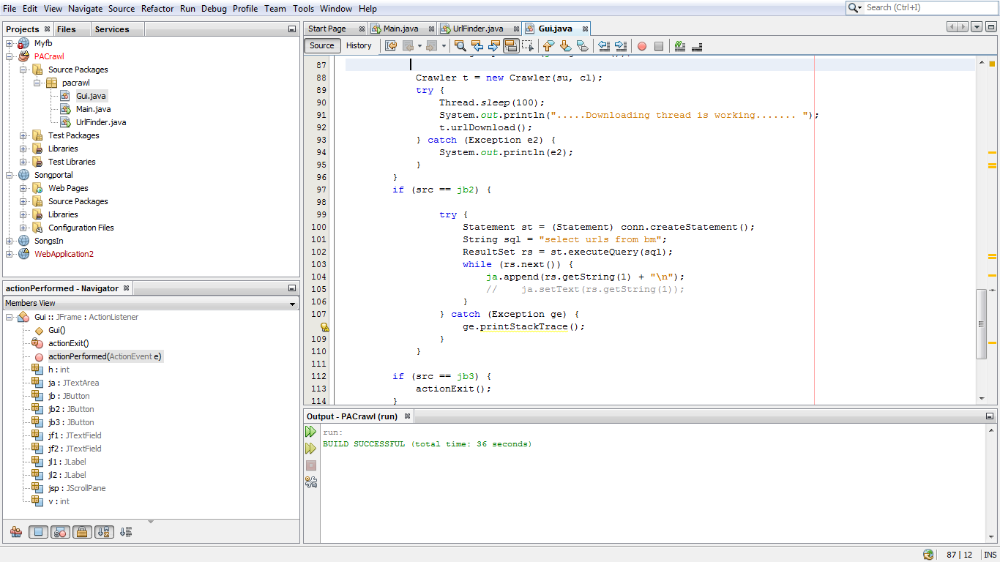 File Edit View Navigate Source Refactor Run Debug Profile Team Tools Window Help
Search (Ctrl+I)
Projects Files Services
Myfb
PACrawl
Source Packages
pacrawl
Gui.java
Main.java
UrlFinder.java
Test Packages
Libraries
Test Libraries
Songportal
Web Pages
Source Packages
Libraries
Configuration Files
SongsIn
WebApplication2
actionPerformed - Navigator
Members View
Gui :: JFrame : ActionListener
Gui()
actionExit()
actionPerformed(ActionEvent e)
h : int
ja : JTextArea
jb : JButton
jb2 : JButton
jb3 : JButton
jf1 : JTextField
jf2 : JTextField
jl1 : JLabel
jl2 : JLabel
jsp : JScrollPane
v : int
Start Page Main.java UrlFinder.java Gui.java
Source History
87
88 Crawler t = new Crawler(su, cl);
89 try {
90 Thread.sleep(100);
91 System.out.println(".....Downloading thread is working....... ");
92 t.urlDownload();
93 } catch (Exception e2) {
94 System.out.println(e2);
95 }
96 }
97 if (src == jb2) {
98
99 try {
100 Statement st = (Statement) conn.createStatement();
101 String sql = "select urls from bm";
102 ResultSet rs = st.executeQuery(sql);
103 while (rs.next()) {
104 ja.append(rs.getString(1) + "\n");
105 // ja.setText(rs.getString(1));
106 }
107 } catch (Exception ge) {
ge.printStackTrace();
109 }
110 }
111
112 if (src == jb3) {
113 actionExit();
114 }
Output - PACrawl (run)
run:
BUILD SUCCESSFUL (total time: 36 seconds)
87 | 12 INS